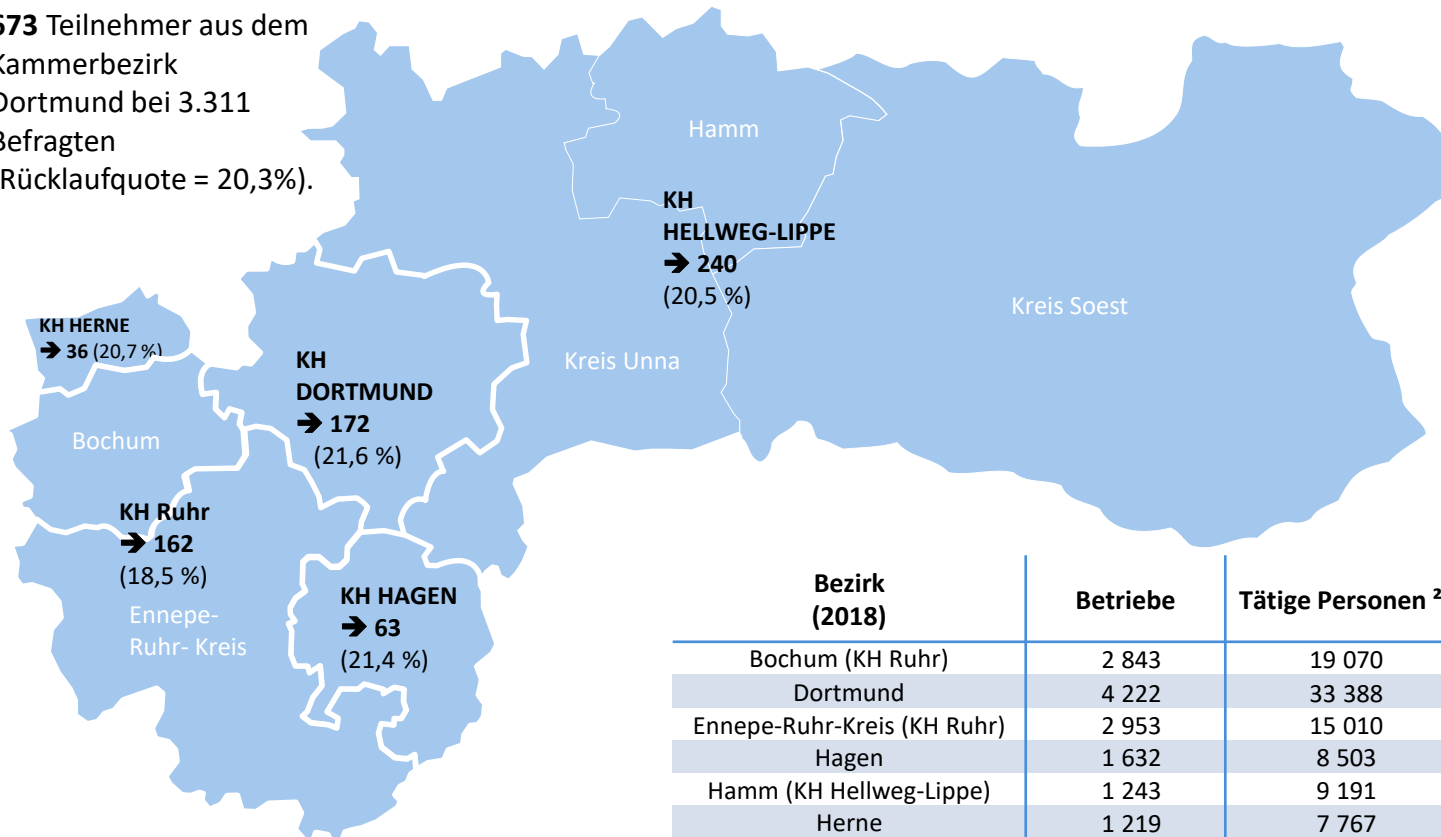 673 Teilnehmer aus dem
Kammerbezirk
Dortmund bei 3.311
Befragten
Rücklaufquote = 20,3%).
Hamm
KH
HELLWEG-LIPPE
➔ 240
(20,5 %)
Kreis Soest
Kreis Unna
KH HERNE
➔ 36 (20,7 %)
KH
DORTMUND
➔ 172
(21,6 %)
Bochum
KH Ruhr
➔ 162
(18,5 %)
Ennepe-
Ruhr- Kreis
KH HAGEN
➔ 63
(21,4 %)
Bezirk
(2018) Betriebe Tätige Personen ²
Bochum (KH Ruhr) 2 843 19 070
Dortmund 4 222 33 388
Ennepe-Ruhr-Kreis (KH Ruhr) 2 953 15 010
Hagen 1 632 8 503
Hamm (KH Hellweg-Lippe) 1 243 9 191
Herne 1 219 7 767